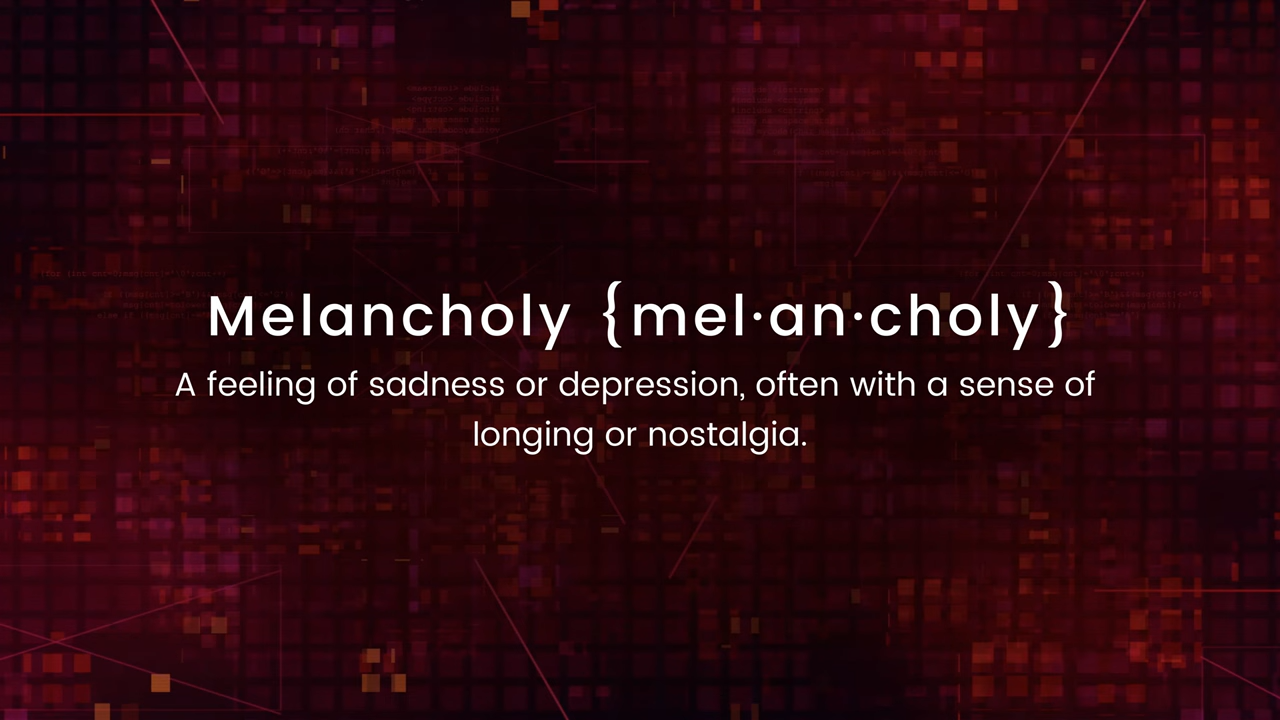 Melancholy {mel·an·choly}
A feeling of sadness or depression, often with a sense of
longing or nostalgia.